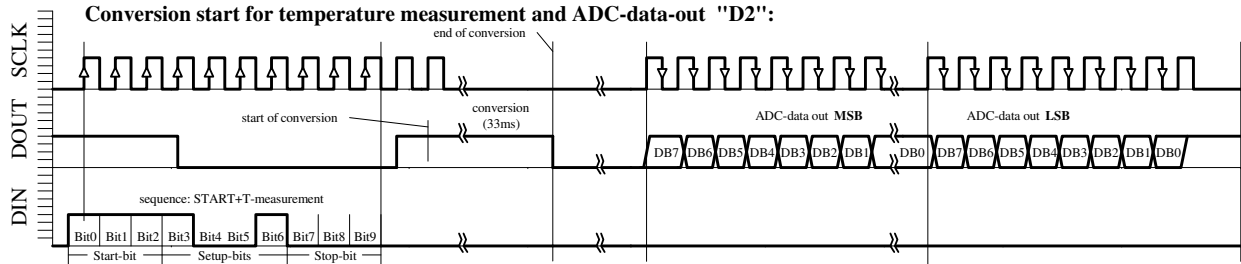 Conversion start for temperature measurement and ADC-data-out "D2":
end of conversion
SCLK
DOUT
start of conversion
conversion
(33ms)
ADC-data out MSB
ADC-data out LSB
DB7 DB6 DB5 DB4 DB3 DB2 DB1 DB0 DB7 DB6 DB5 DB4 DB3 DB2 DB1 DB0
DIN
sequence: START+T-measurement
Bit0 Bit1 Bit2 Bit3 Bit4 Bit5 Bit6 Bit7 Bit8 Bit9
Start-bit Setup-bits Stop-bit